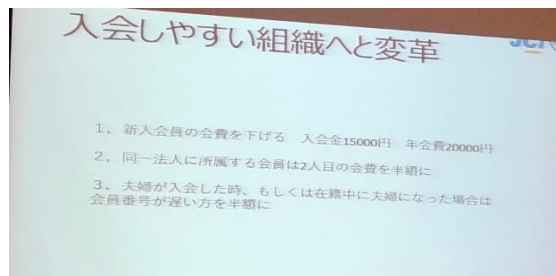 入会しやすい組織へと変革
JCI
1. 新入会員の会費を下げる 入会金15000円 年会費20000円
2. 同一法人に所属する会員は2人目の会費を半額に
3. 夫婦が入会した時、もしくは在籍中に夫婦になった場合は
会員番号が遅い方を半額に